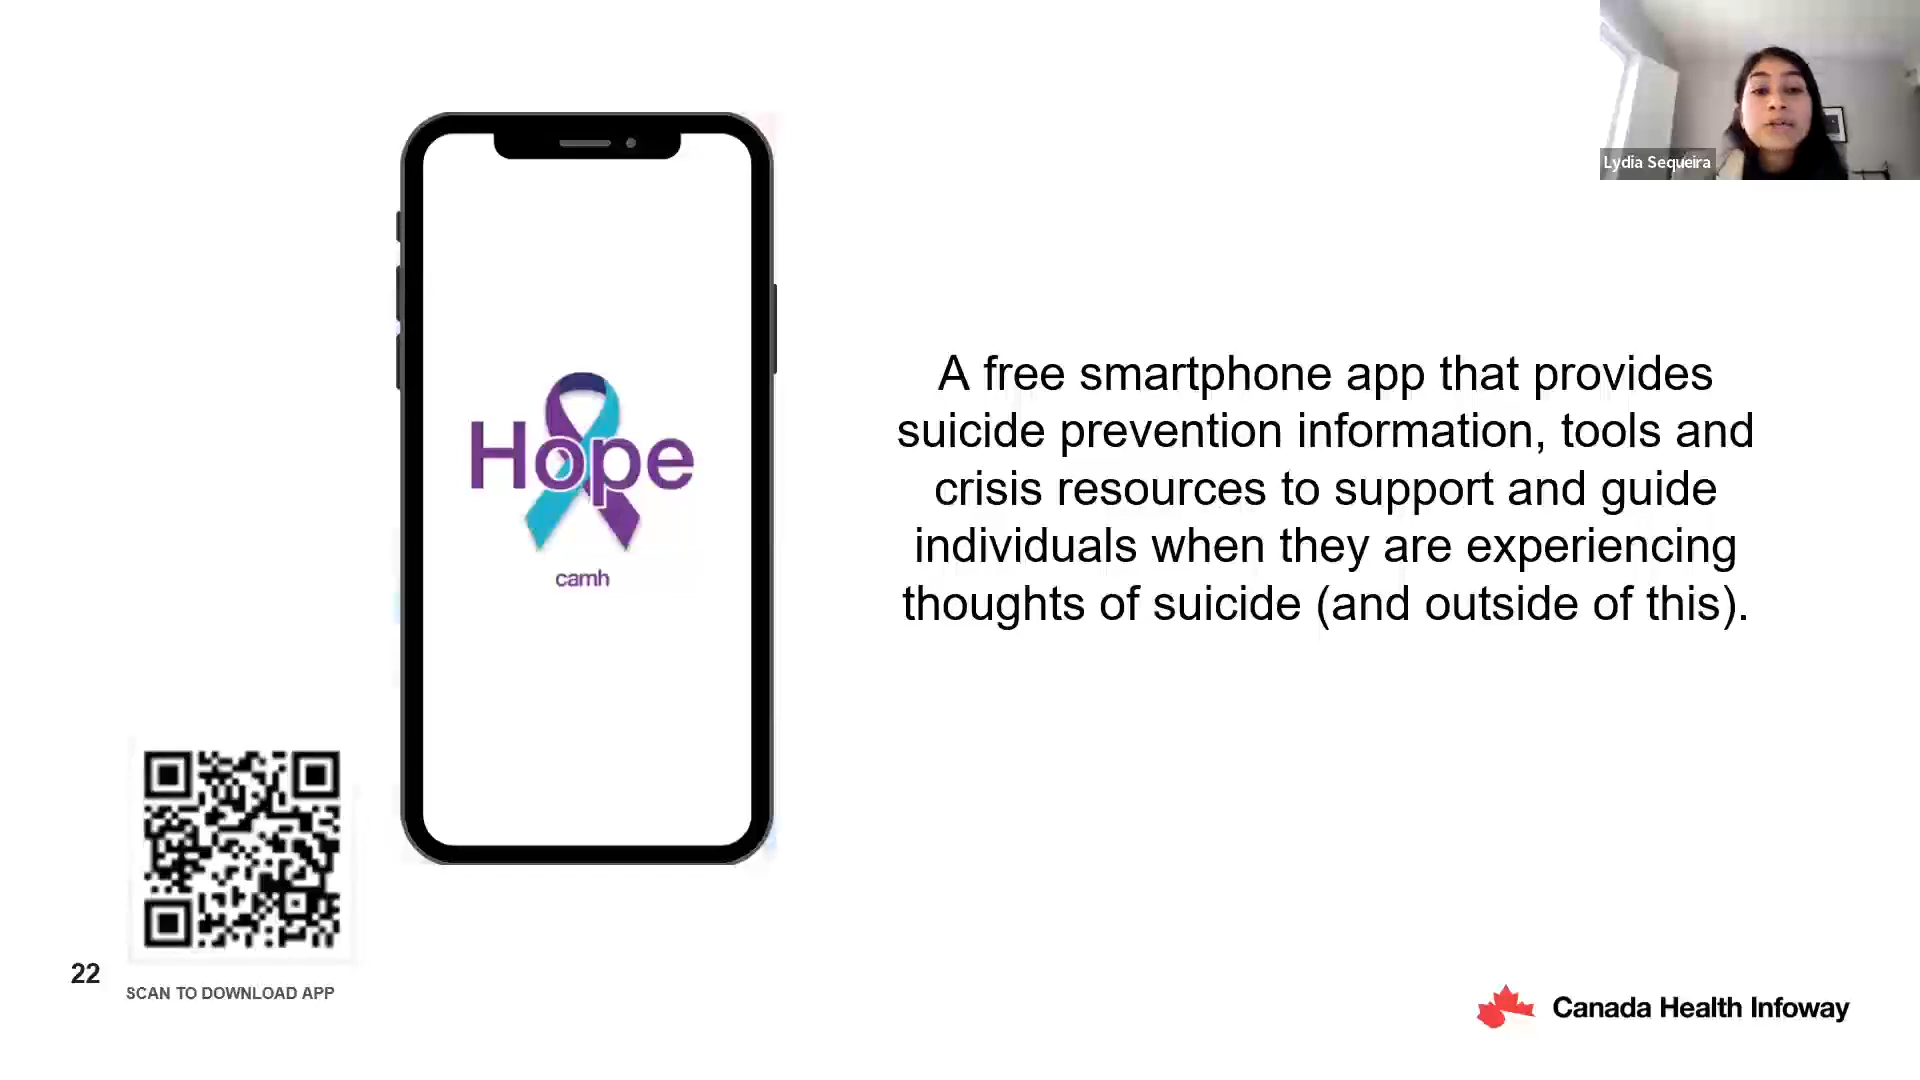 Lydia Sequeira
Hope
camh
A free smartphone app that provides
suicide prevention information, tools and
crisis resources to support and guide
individuals when they are experiencing
thoughts of suicide (and outside of this).
22
SCAN TO DOWNLOAD APP
Canada Health Infoway